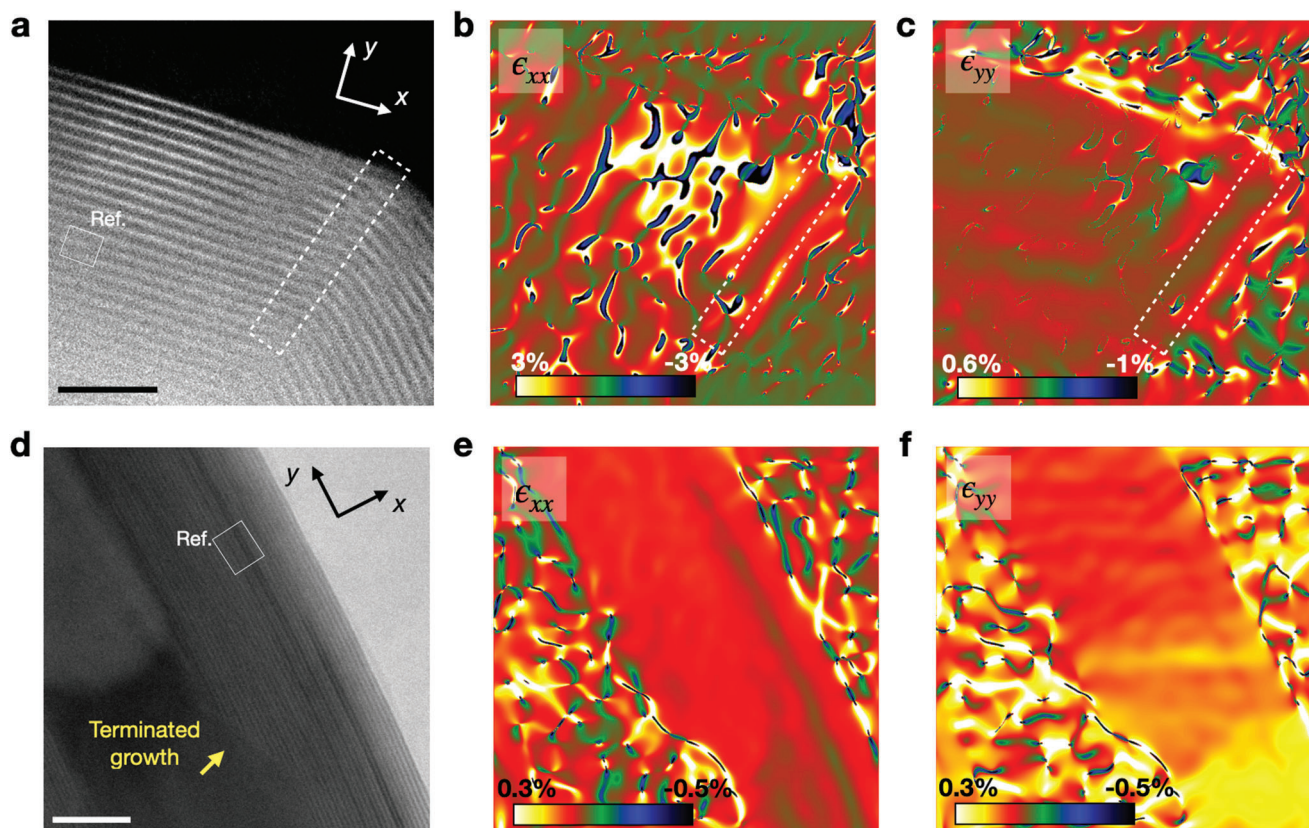 a
y
x
Ref.
b
ϵxx
3%
-3%
c
ϵyy
0.6%
-1%
d
y
x
Ref.
Terminated
growth
e
ϵxx
0.3%
-0.5%
f
ϵyy
0.3%
-0.5%